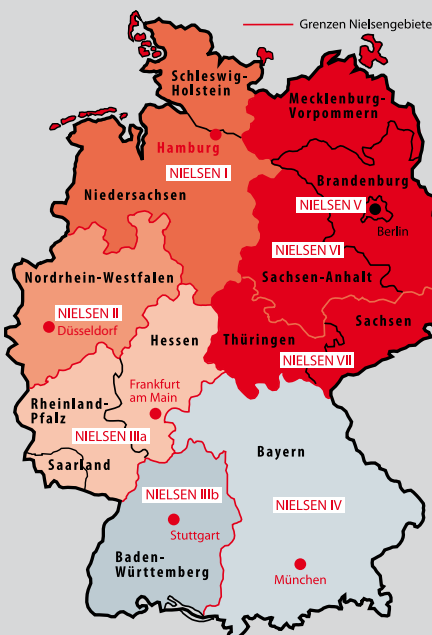 Grenzen Nielsengebiete
Schleswig-
Holstein
Mecklenburg-
Vorpommern
Hamburg
NIELSEN I
Brandenburg
Niedersachsen
NIELSEN V
Berlin
NIELSEN VI
Nordrhein-Westfalen
Sachsen-Anhalt
NIELSEN II
Düsseldorf
Hessen
Thüringen
Sachsen
NIELSEN VII
Frankfurt
am Main
Rheinland-
Pfalz
NIELSEN IIIa
Saarland
Bayern
NIELSEN IIIb
NIELSEN IV
Stuttgart
Baden-
Württemberg
München